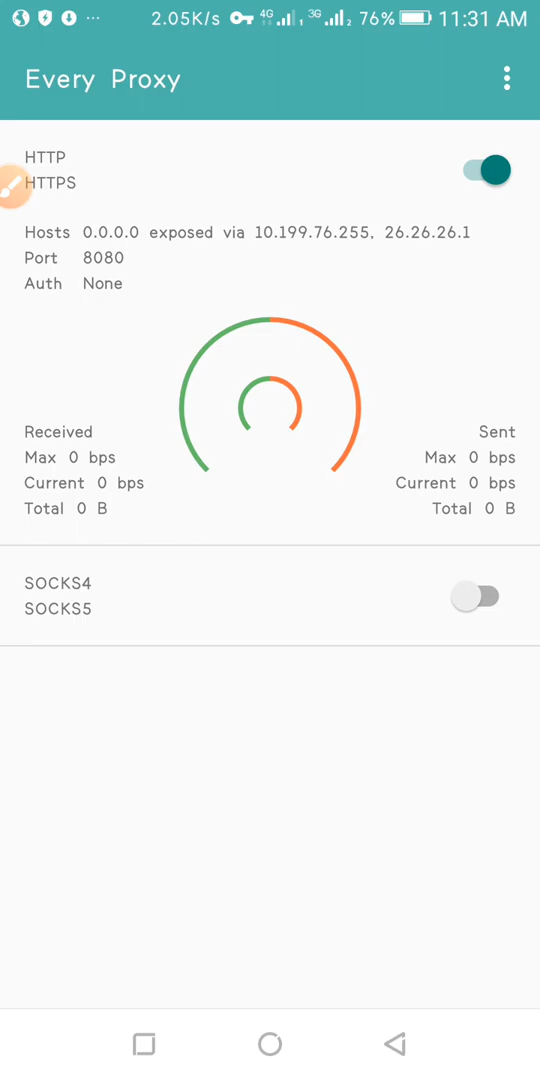 2.05K/s 4G 1 3G 2 76% 11:31 AM
Every Proxy
HTTP
HTTPS
Hosts 0.0.0.0 exposed via 10.199.76.255, 26.26.26.1
Port 8080
Auth None
Received Sent
Max 0 bps Max 0 bps
Current 0 bps Current 0 bps
Total 0 B Total 0 B
SOCKS4
SOCKS5